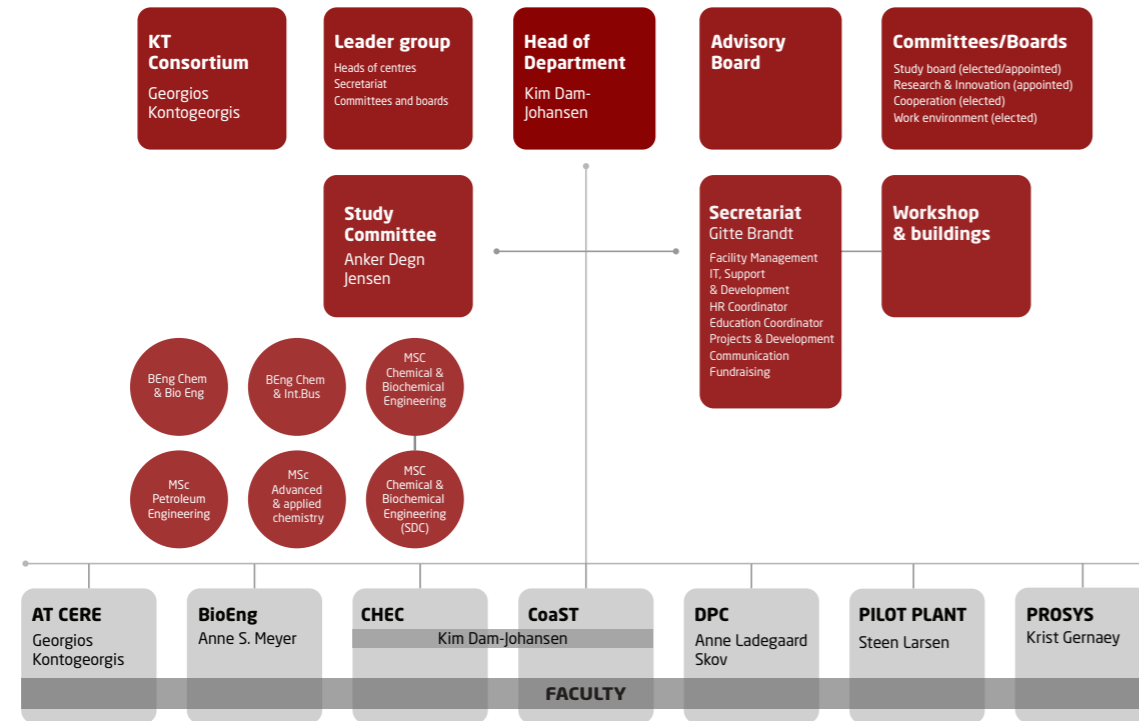 KT
Consortium
Georgios
Kontogeorgis
Leader group
Heads of centres
Secretariat
Committees and boards
Head of
Department
Kim Dam-
Johansen
Advisory
Board
Committees/Boards
Study board (elected/appointed)
Research & Innovation (appointed)
Cooperation (elected)
Work environment (elected)
Study
Committee
Anker Degn
Jensen
Secretariat
Gitte Brandt
Facility Management
IT, Support
& Development
HR Coordinator
Education Coordinator
Projects & Development
Communication
Fundraising
Workshop
& buildings
BEng Chem
& Bio Eng
BEng Chem
& Int.Bus
MSC
Chemical &
Biochemical
Engineering
MSc
Petroleum
Engineering
MSc
Advanced
& applied
chemistry
MSC
Chemical &
Biochemical
Engineering
(SDC)
AT CERE
Georgios
Kontogeorgis
BioEng
Anne S. Meyer
CHEC
CoaST
Kim Dam-Johansen
DPC
Anne Ladegaard
Skov
PILOT PLANT
Steen Larsen
PROSYS
Krist Gernaey
FACULTY